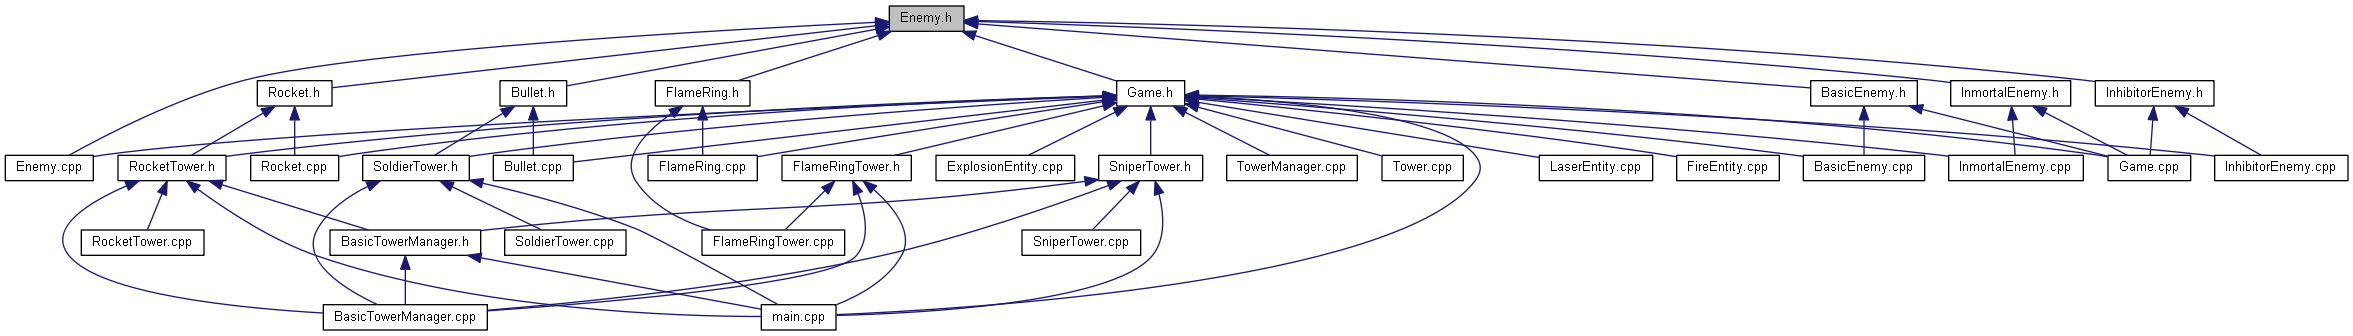 Enemy.h
Rocket.h
Bullet.h
FlameRing.h
Game.h
BasicEnemy.h
InmortalEnemy.h
InhibitorEnemy.h
Enemy.cpp
RocketTower.h
Rocket.cpp
SoldierTower.h
Bullet.cpp
FlameRing.cpp
FlameRingTower.h
ExplosionEntity.cpp
SniperTower.h
TowerManager.cpp
Tower.cpp
LaserEntity.cpp
FireEntity.cpp
BasicEnemy.cpp
InmortalEnemy.cpp
Game.cpp
InhibitorEnemy.cpp
RocketTower.cpp
BasicTowerManager.h
SoldierTower.cpp
FlameRingTower.cpp
SniperTower.cpp
BasicTowerManager.cpp
main.cpp